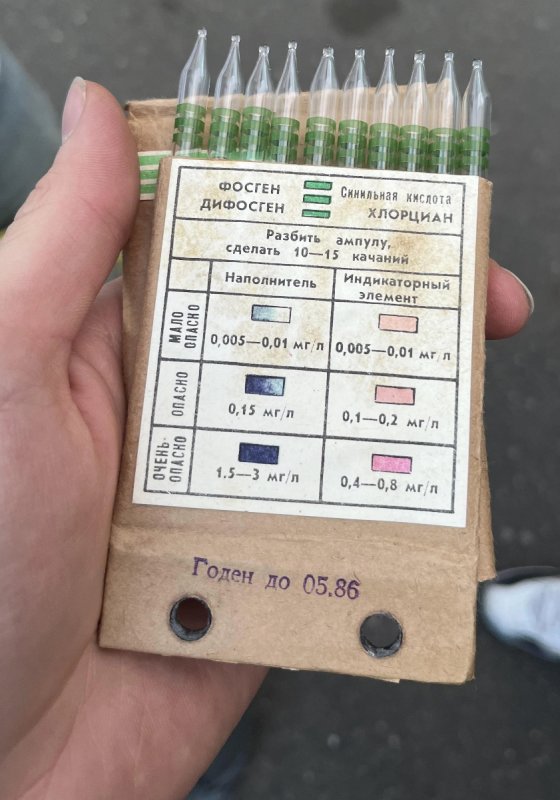 ФОСГЕН
ДИФОСГЕН
Синильная кислота
ХЛОРЦИАН
Разбить ампулу,
сделать 10—15 качаний
Наполнитель
Индикаторный
элемент
МАЛО
ОПАСНО
0,005—0,01 мг/л
0,005—0,01 мг/л
ОПАСНО
0,15 мг/л
0,1—0,2 мг/л
ОЧЕНЬ-
ОПАСНО
1.5—3 мг/л
0,4—0,8 мг/л
Годен до 05.86